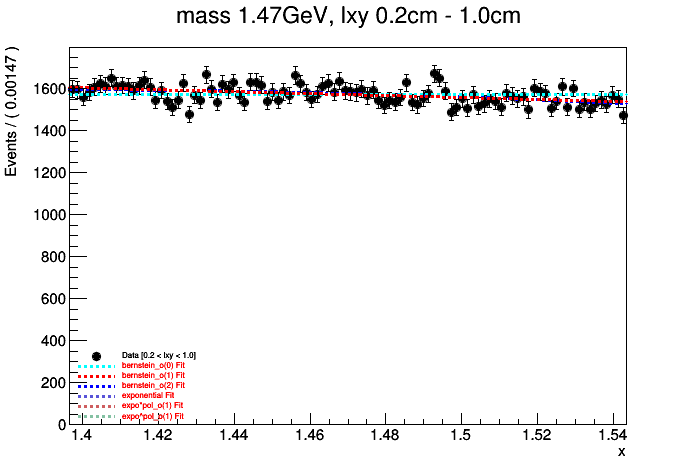 mass 1.47GeV, lxy 0.2cm - 1.0cm
Events / ( 0.00147 )
1600
1400
1200
1000
800
600
400
200
0
Data [0.2 < lxy < 1.0]
bernstein_o(0) Fit
bernstein_o(1) Fit
bernstein_o(2) Fit
exponential Fit
expo*pol_o(1) Fit
expo*pol_b(1) Fit
1.4 1.42 1.44 1.46 1.48 1.5 1.52 1.54
x